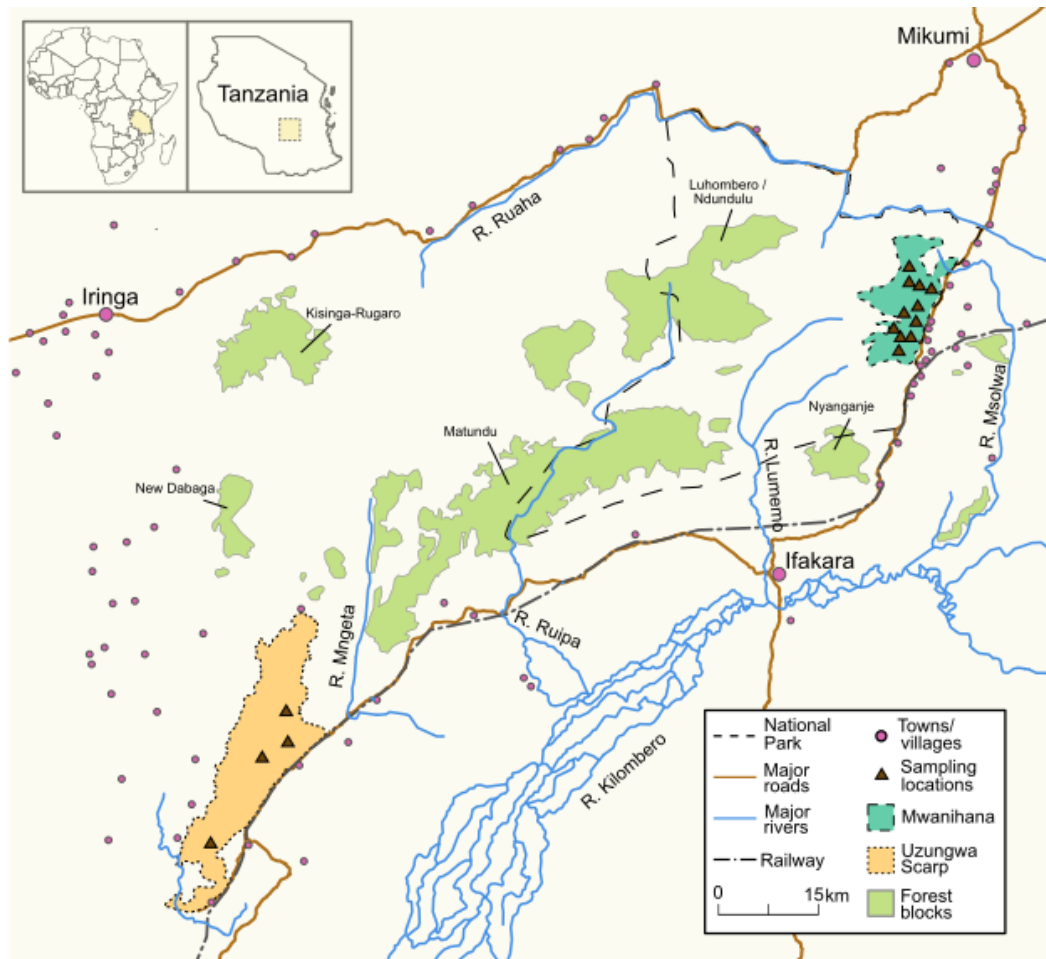 Tanzania
Mikumi
Luhombero /
Ndundulu
R. Ruaha
Iringa
Kisinga-Rugaro
R. Msolwa
Nyanganje
Matundu
R. Lumemo
New Dabaga
Ifakara
R. Mngeta
R. Ruipa
R. Kilombero
National
Park
Major
roads
Major
rivers
Railway
0 15km
Towns/
villages
Sampling
locations
Mwanihana
Uzungwa
Scarp
Forest
blocks